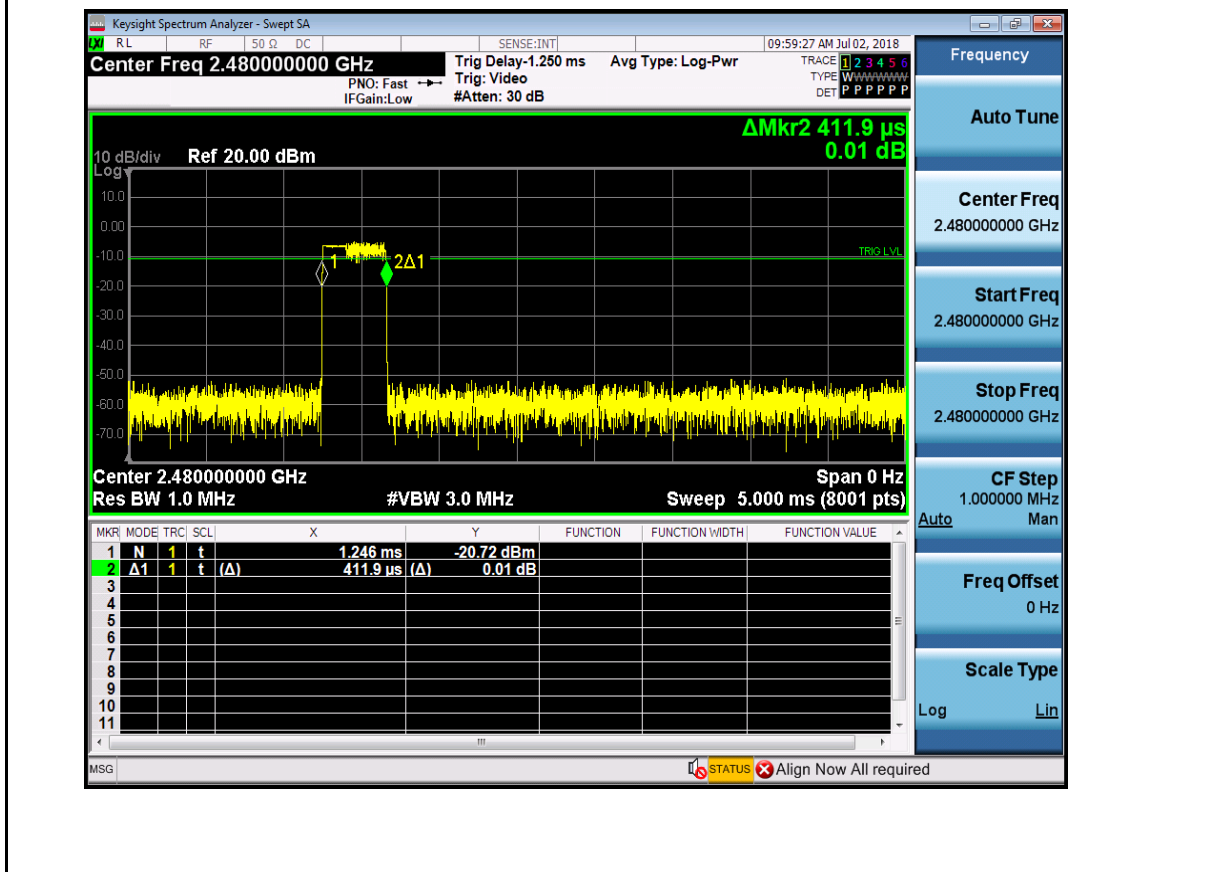 Keysight Spectrum Analyzer - Swept SA
LXI RL RF 50 Ω DC SENSE:INT 09:59:27 AM Jul 02, 2018
Center Freq 2.480000000 GHz
PNO: Fast
IFGain:Low
Trig Delay-1.250 ms
Trig: Video
#Atten: 30 dB
Avg Type: Log-Pwr
TRACE 1 2 3 4 5 6
TYPE WWWWWW
DET P P P P P P
ΔMkr2 411.9 µs
0.01 dB
10 dB/div Ref 20.00 dBm
Log
10.0
0.00
-10.0
-20.0
-30.0
-40.0
-50.0
-60.0
-70.0
TRIG LVL
1
2Δ1
Center 2.480000000 GHz Span 0 Hz
Res BW 1.0 MHz #VBW 3.0 MHz Sweep 5.000 ms (8001 pts)
MKR MODE TRC SCL X Y FUNCTION FUNCTION WIDTH FUNCTION VALUE
1 N 1 t 1.246 ms -20.72 dBm
2 Δ1 1 t (Δ) 411.9 µs (Δ) 0.01 dB
3
4
5
6
7
8
9
10
11
MSG STATUS Align Now All required
Frequency
Auto Tune
Center Freq
2.480000000 GHz
Start Freq
2.480000000 GHz
Stop Freq
2.480000000 GHz
CF Step
1.000000 MHz
Auto Man
Freq Offset
0 Hz
Scale Type
Log Lin